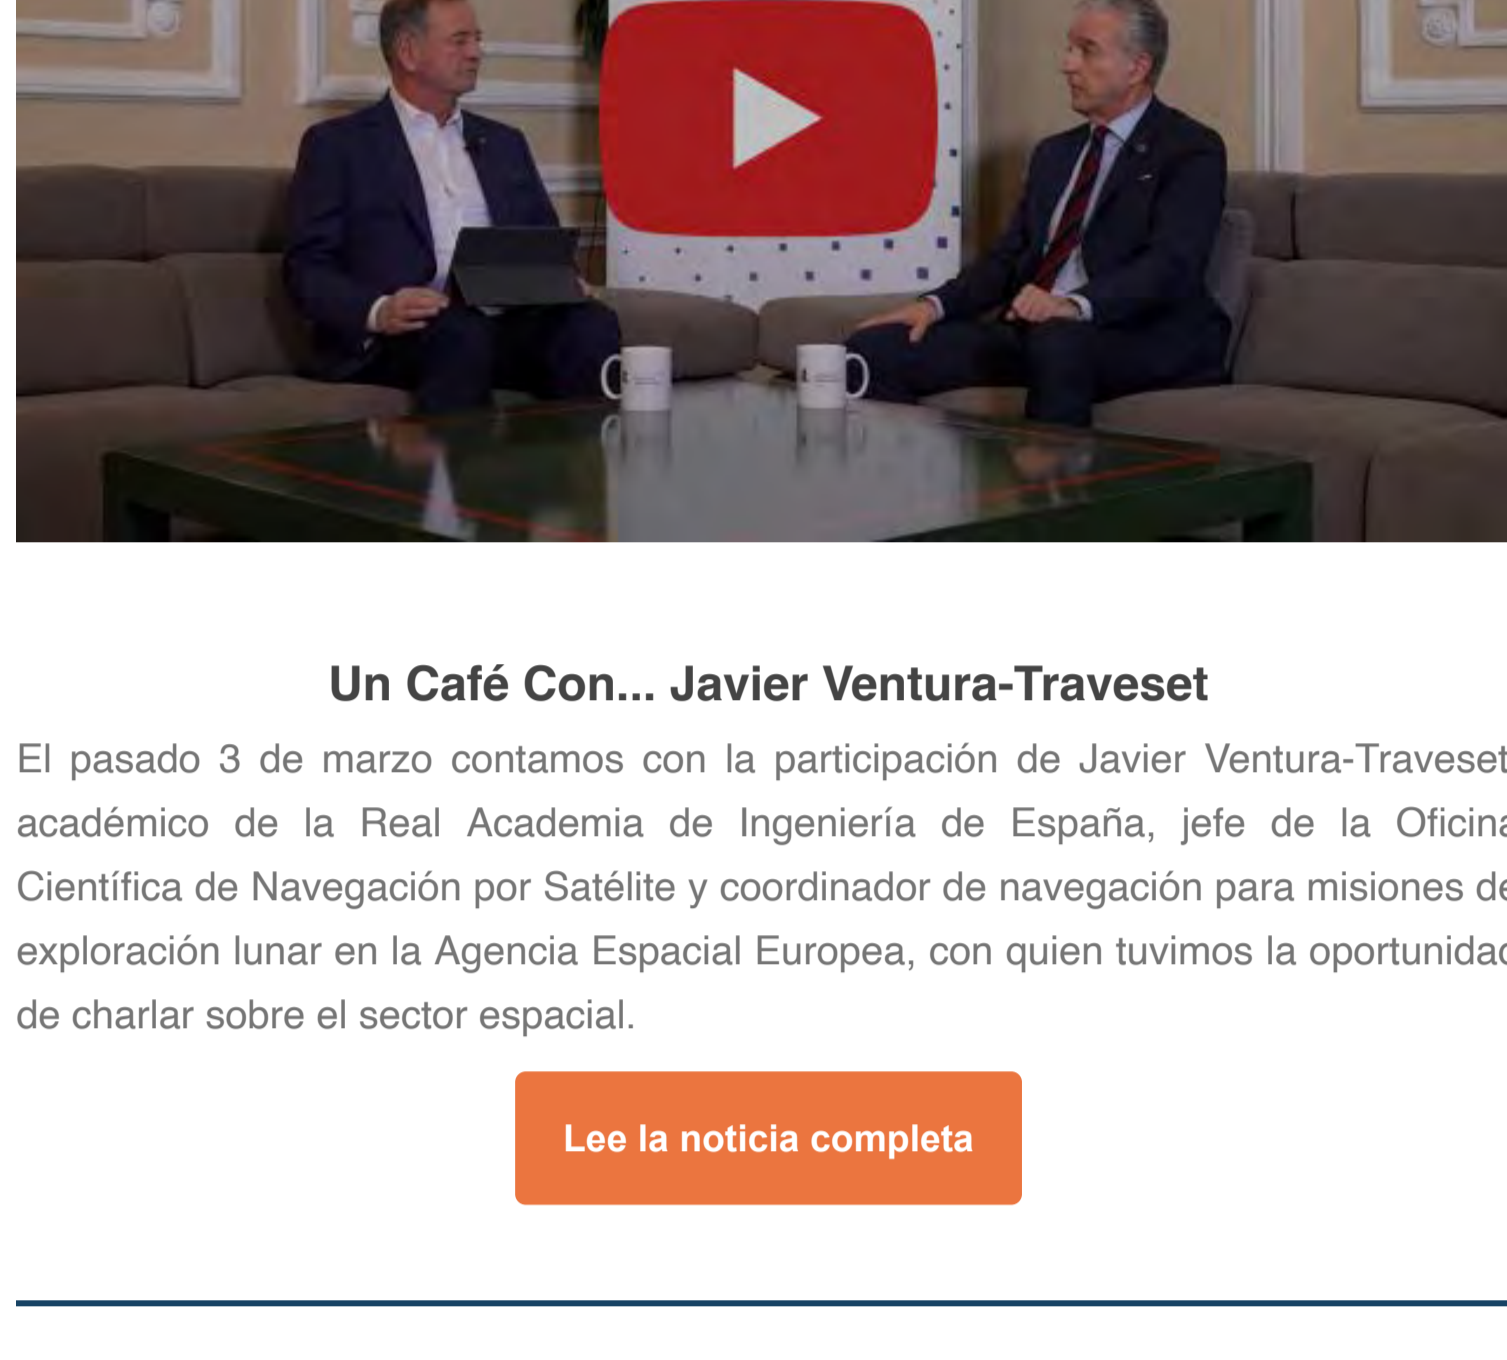 Un Café Con... Javier Ventura-Traveset
El pasado 3 de marzo contamos con la participación de Javier Ventura-Traveset
académico de la Real Academia de Ingeniería de España, jefe de la Oficina
Científica de Navegación por Satélite y coordinador de navegación para misiones de
exploración lunar en la Agencia Espacial Europea, con quien tuvimos la oportunidad
de charlar sobre el sector espacial.
Lee la noticia completa